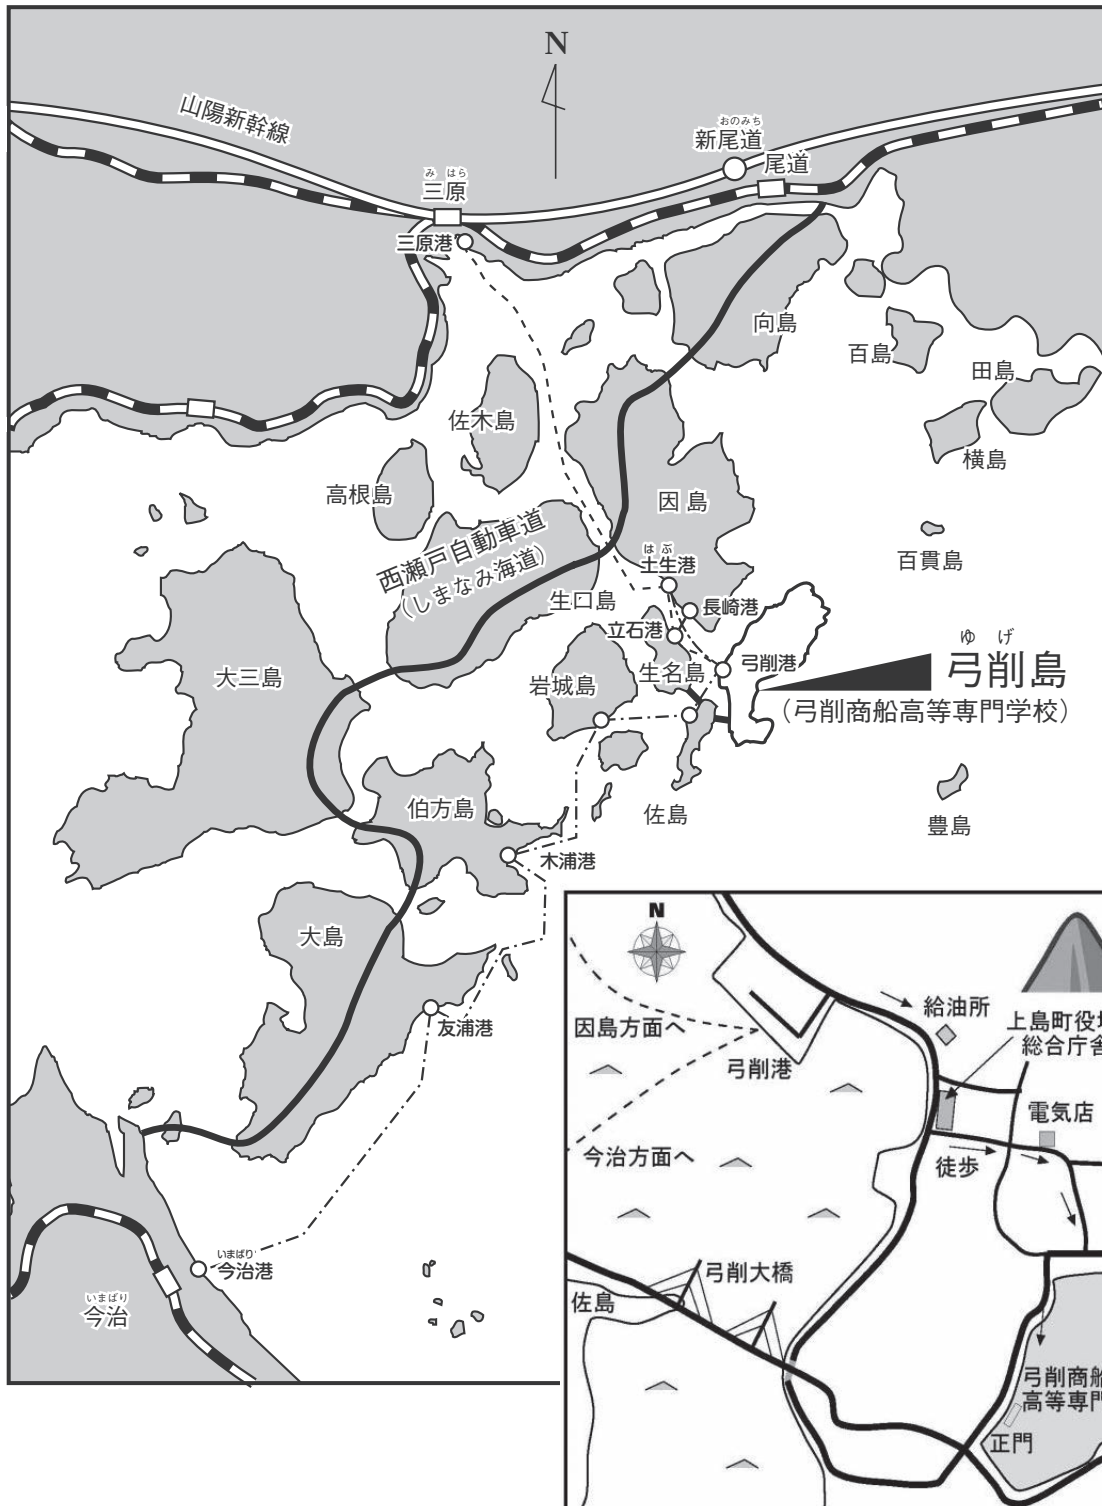 N
山陽新幹線
おのみち
新尾道
尾道
み はら
三原
三原港
向島
百島
田島
横島
佐木島
高根島
因島
百貫島
西瀬戸自動車道
（しまなみ海道）
はぶ
土生港
長崎港
生口島
立石港
弓削港
ゆ げ
弓削島
（弓削商船高等専門学校）
大三島
岩城島
生名島
伯方島
佐島
豊島
木浦港
大島
友浦港
いまばり
今治港
いまばり
今治
N
給油所
上島町役場
総合庁舎
因島方面へ
弓削港
電気店
今治方面へ
徒歩
弓削大橋
佐島
弓削商船
高等専門
正門